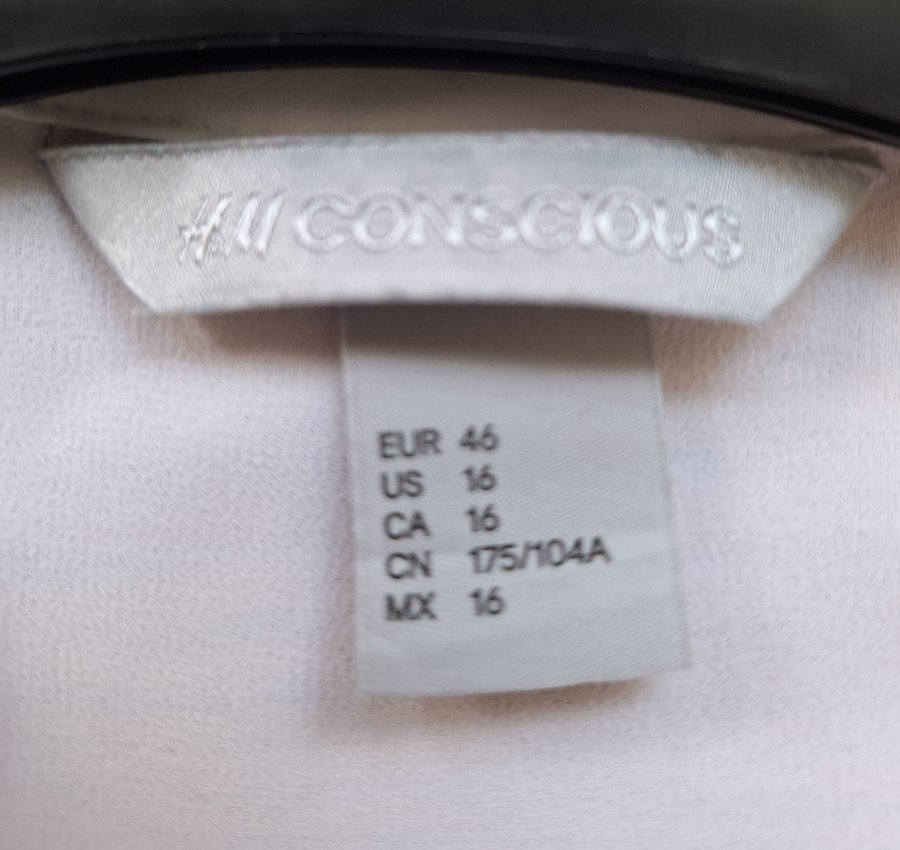 H&M CONSCIOUS
EUR 46
US 16
CA 16
CN 175/104A
MX 16